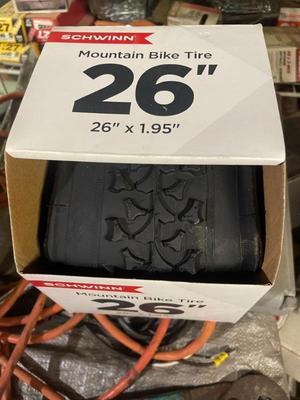 SCHWINN
Mountain Bike Tire
26"
26" x 1.95"
SCHWINN
Mountain Bike Tire
26"